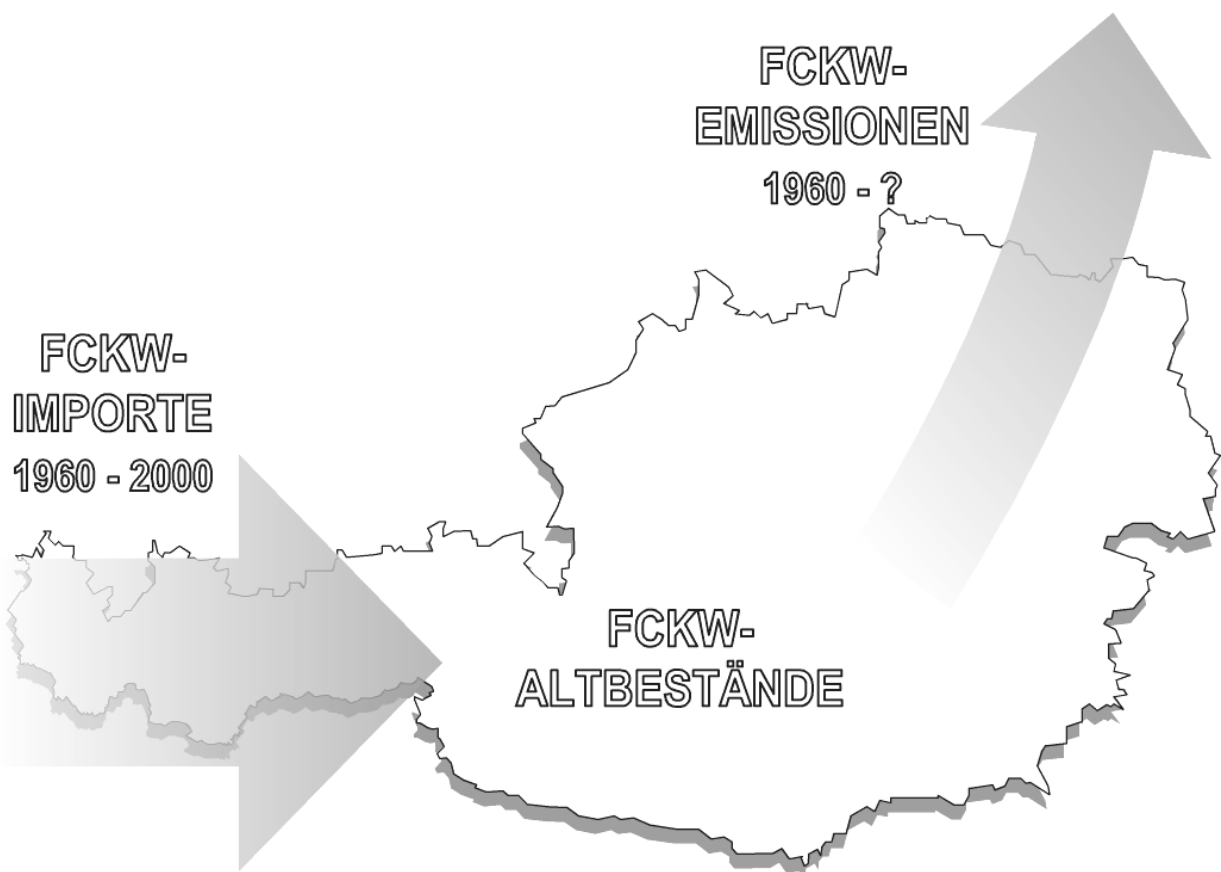 FCKW-
EMISSIONEN
1960 - ?
FCKW-
IMPORTE
1960 - 2000
FCKW-
ALTBESTÄNDE